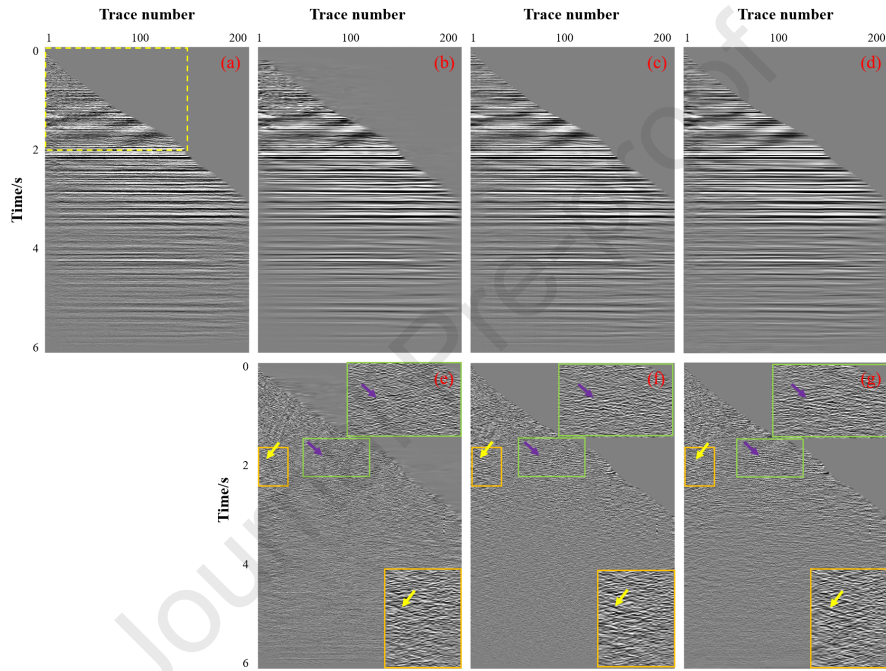 Trace number Trace number Trace number Trace number
1 100 200 1 100 200 1 100 200 1 100 200
0 (a) (b) (c) (d)
2
Time/s
4
6
0 (e) (f) (g)
2
Time/s
4
6
Journal Pre-proof